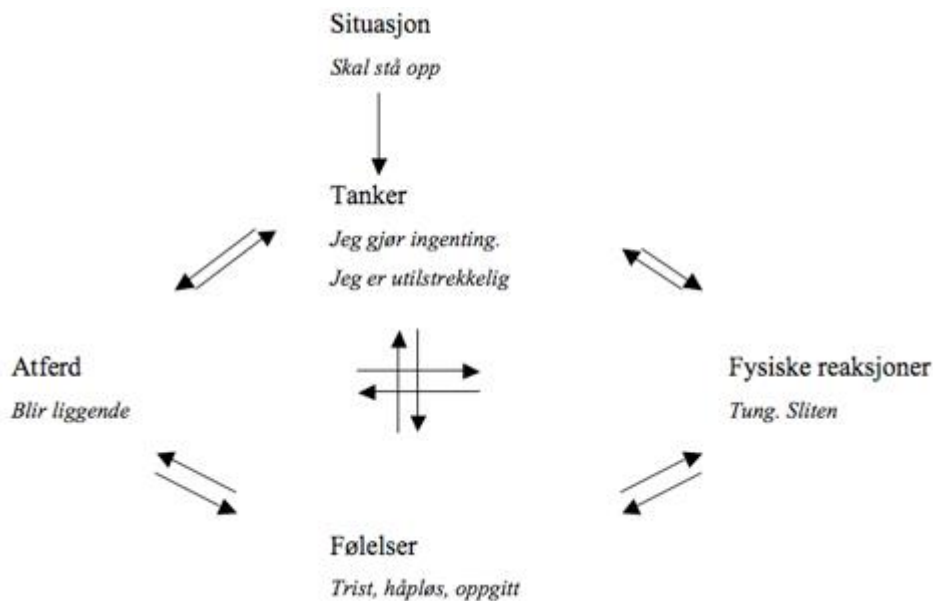 Situasjon
Skal stå opp
Tanker
Jeg gjør ingenting.
Jeg er utilstrekkelig
Atferd
Blir liggende
Fysiske reaksjoner
Tung. Sliten
Følelser
Trist, håpløs, oppgitt